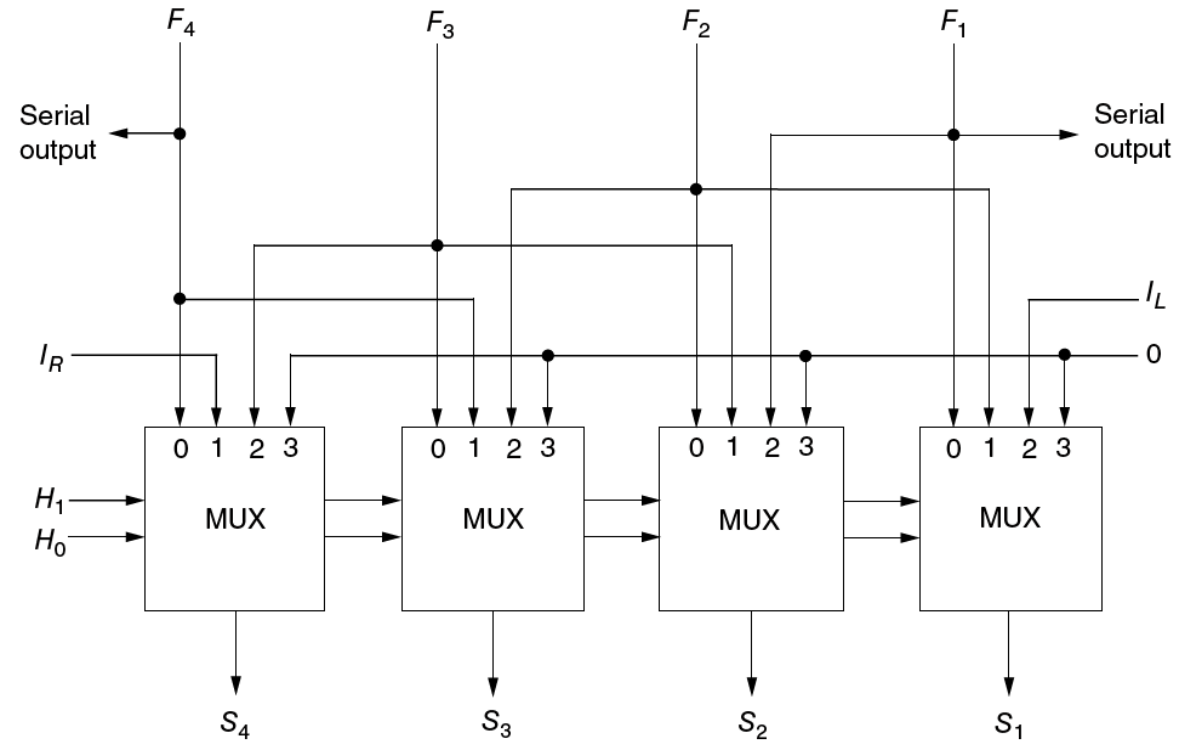 F4 F3 F2 F1
Serial output
Serial output
IL
IR 0
0 1 2 3 0 1 2 3 0 1 2 3 0 1 2 3
H1 MUX MUX MUX MUX
H0
S4 S3 S2 S1